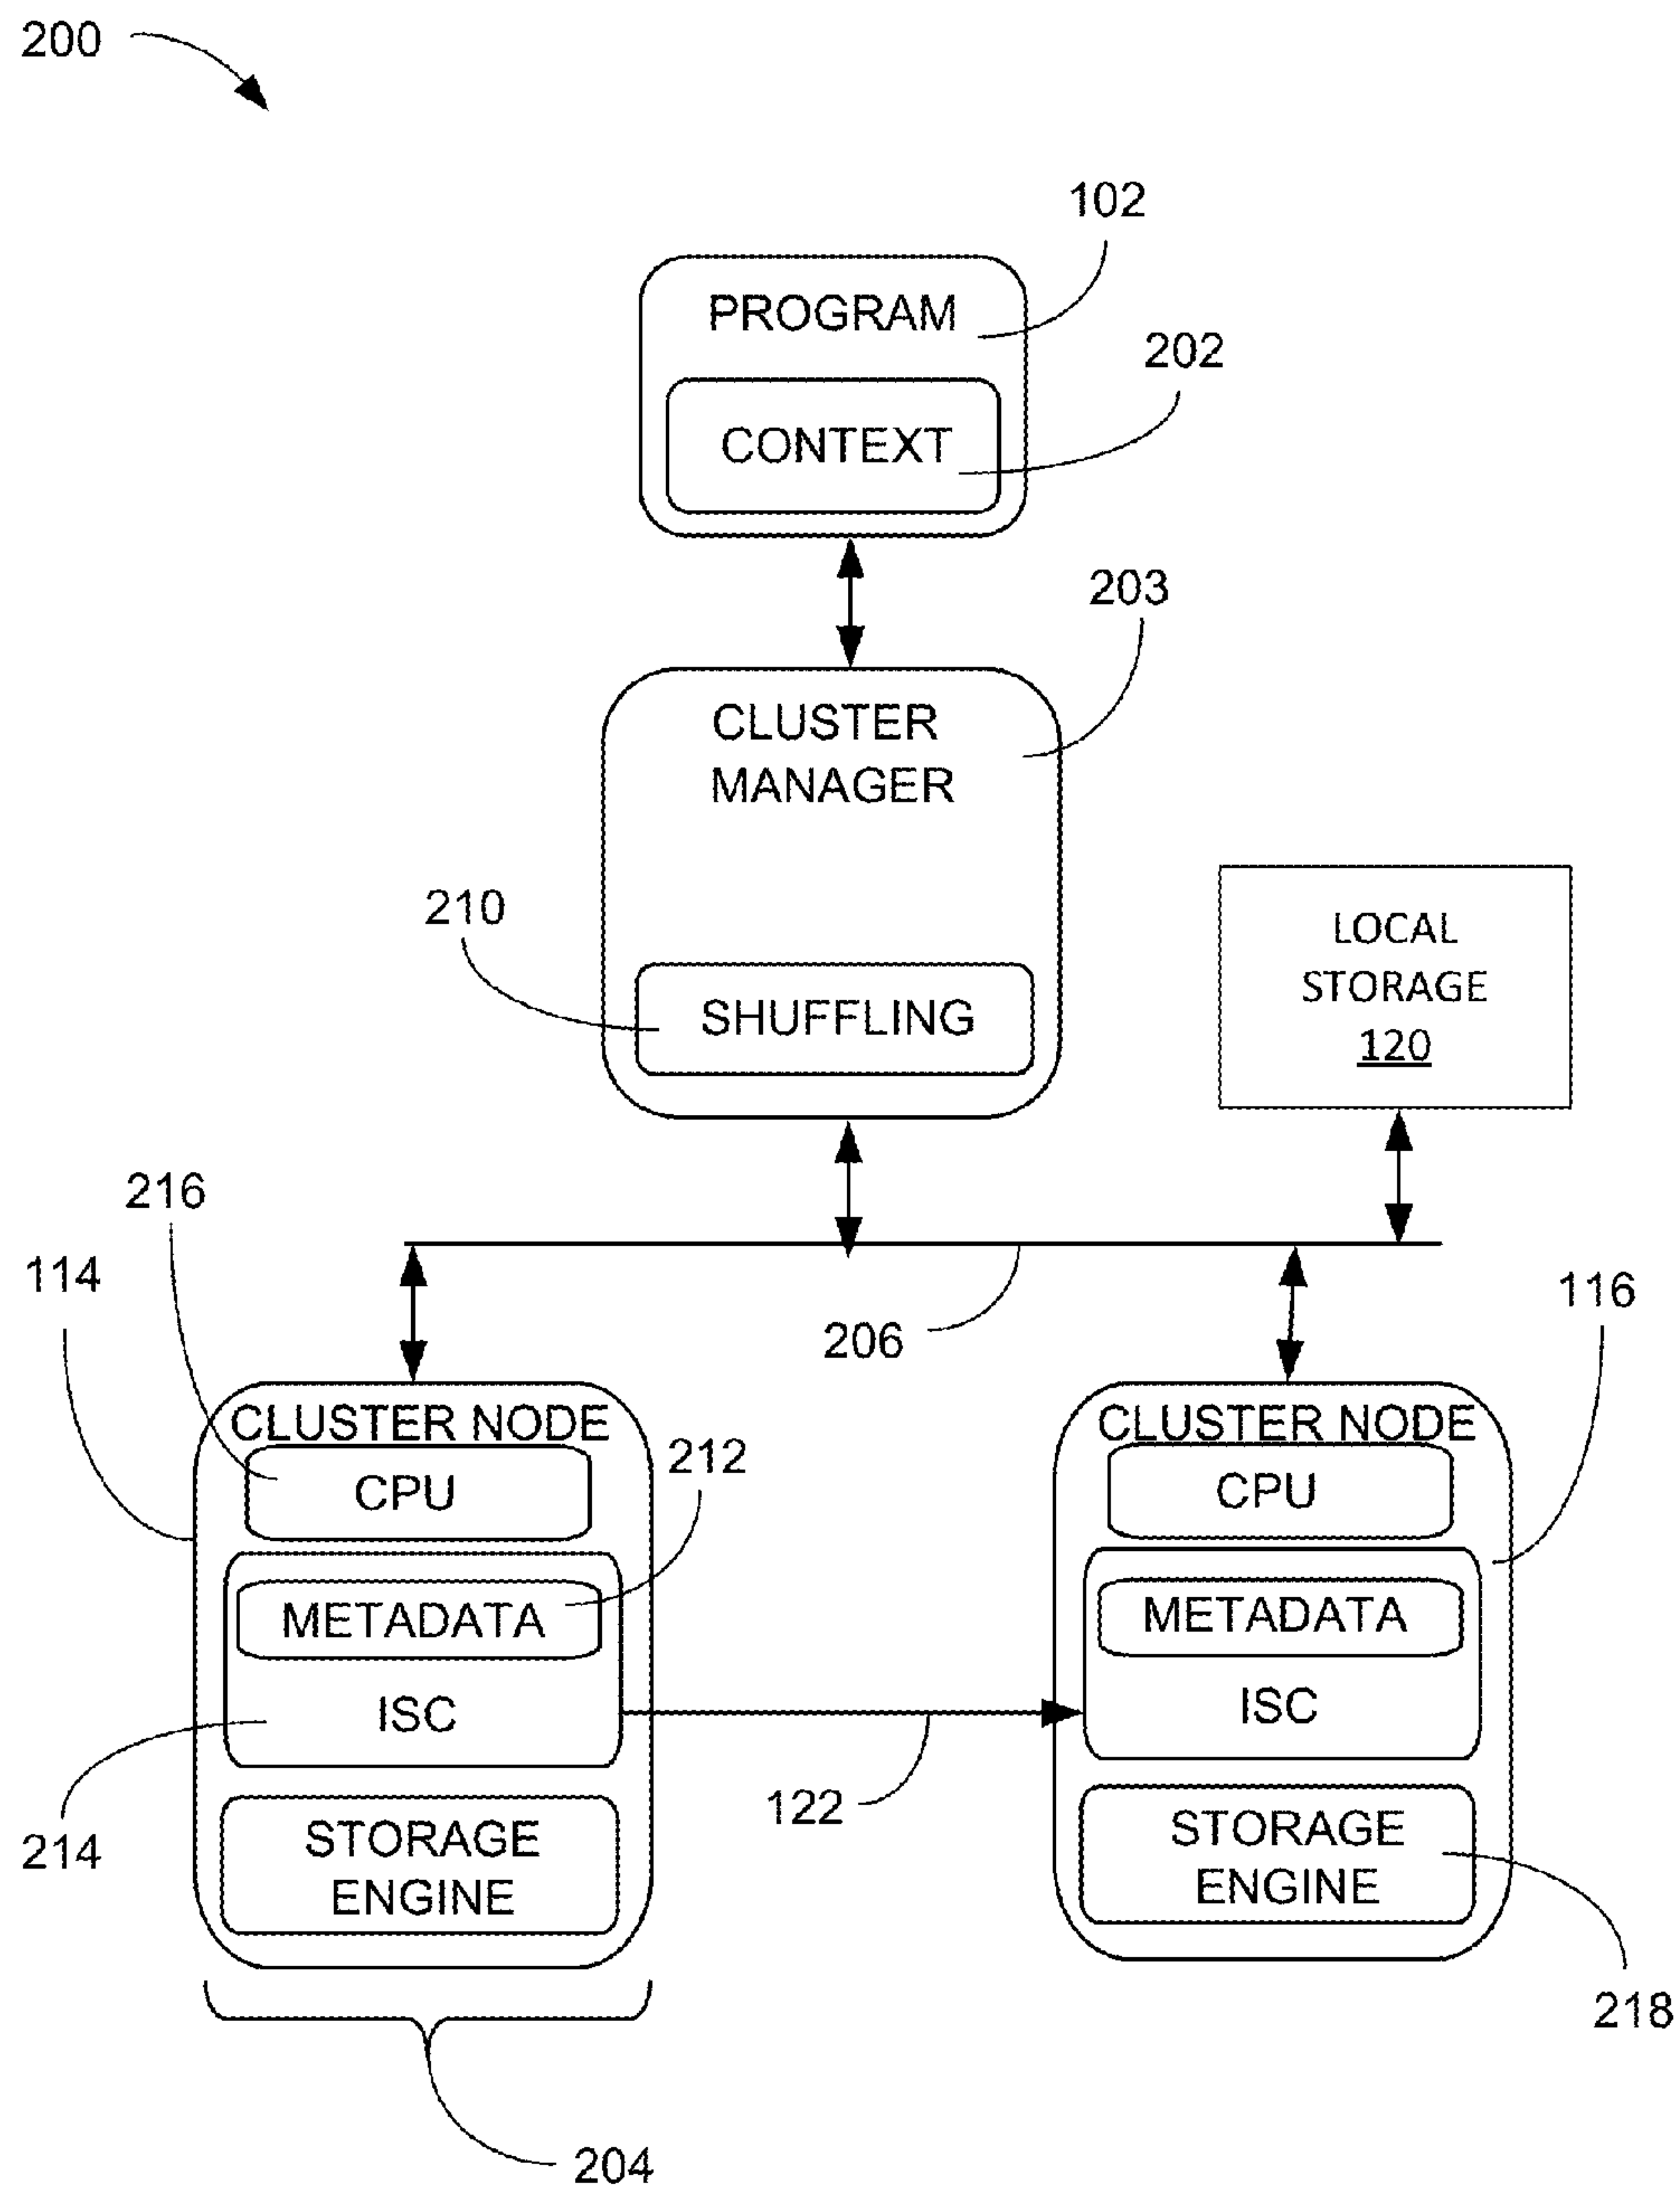 200
102
PROGRAM
202
CONTEXT
203
CLUSTER
MANAGER
210
SHUFFLING
LOCAL
STORAGE
120
216
114
206
116
CLUSTER NODE
CPU
212
METADATA
ISC
214
STORAGE
ENGINE
122
CLUSTER NODE
CPU
METADATA
ISC
STORAGE
ENGINE
218
204